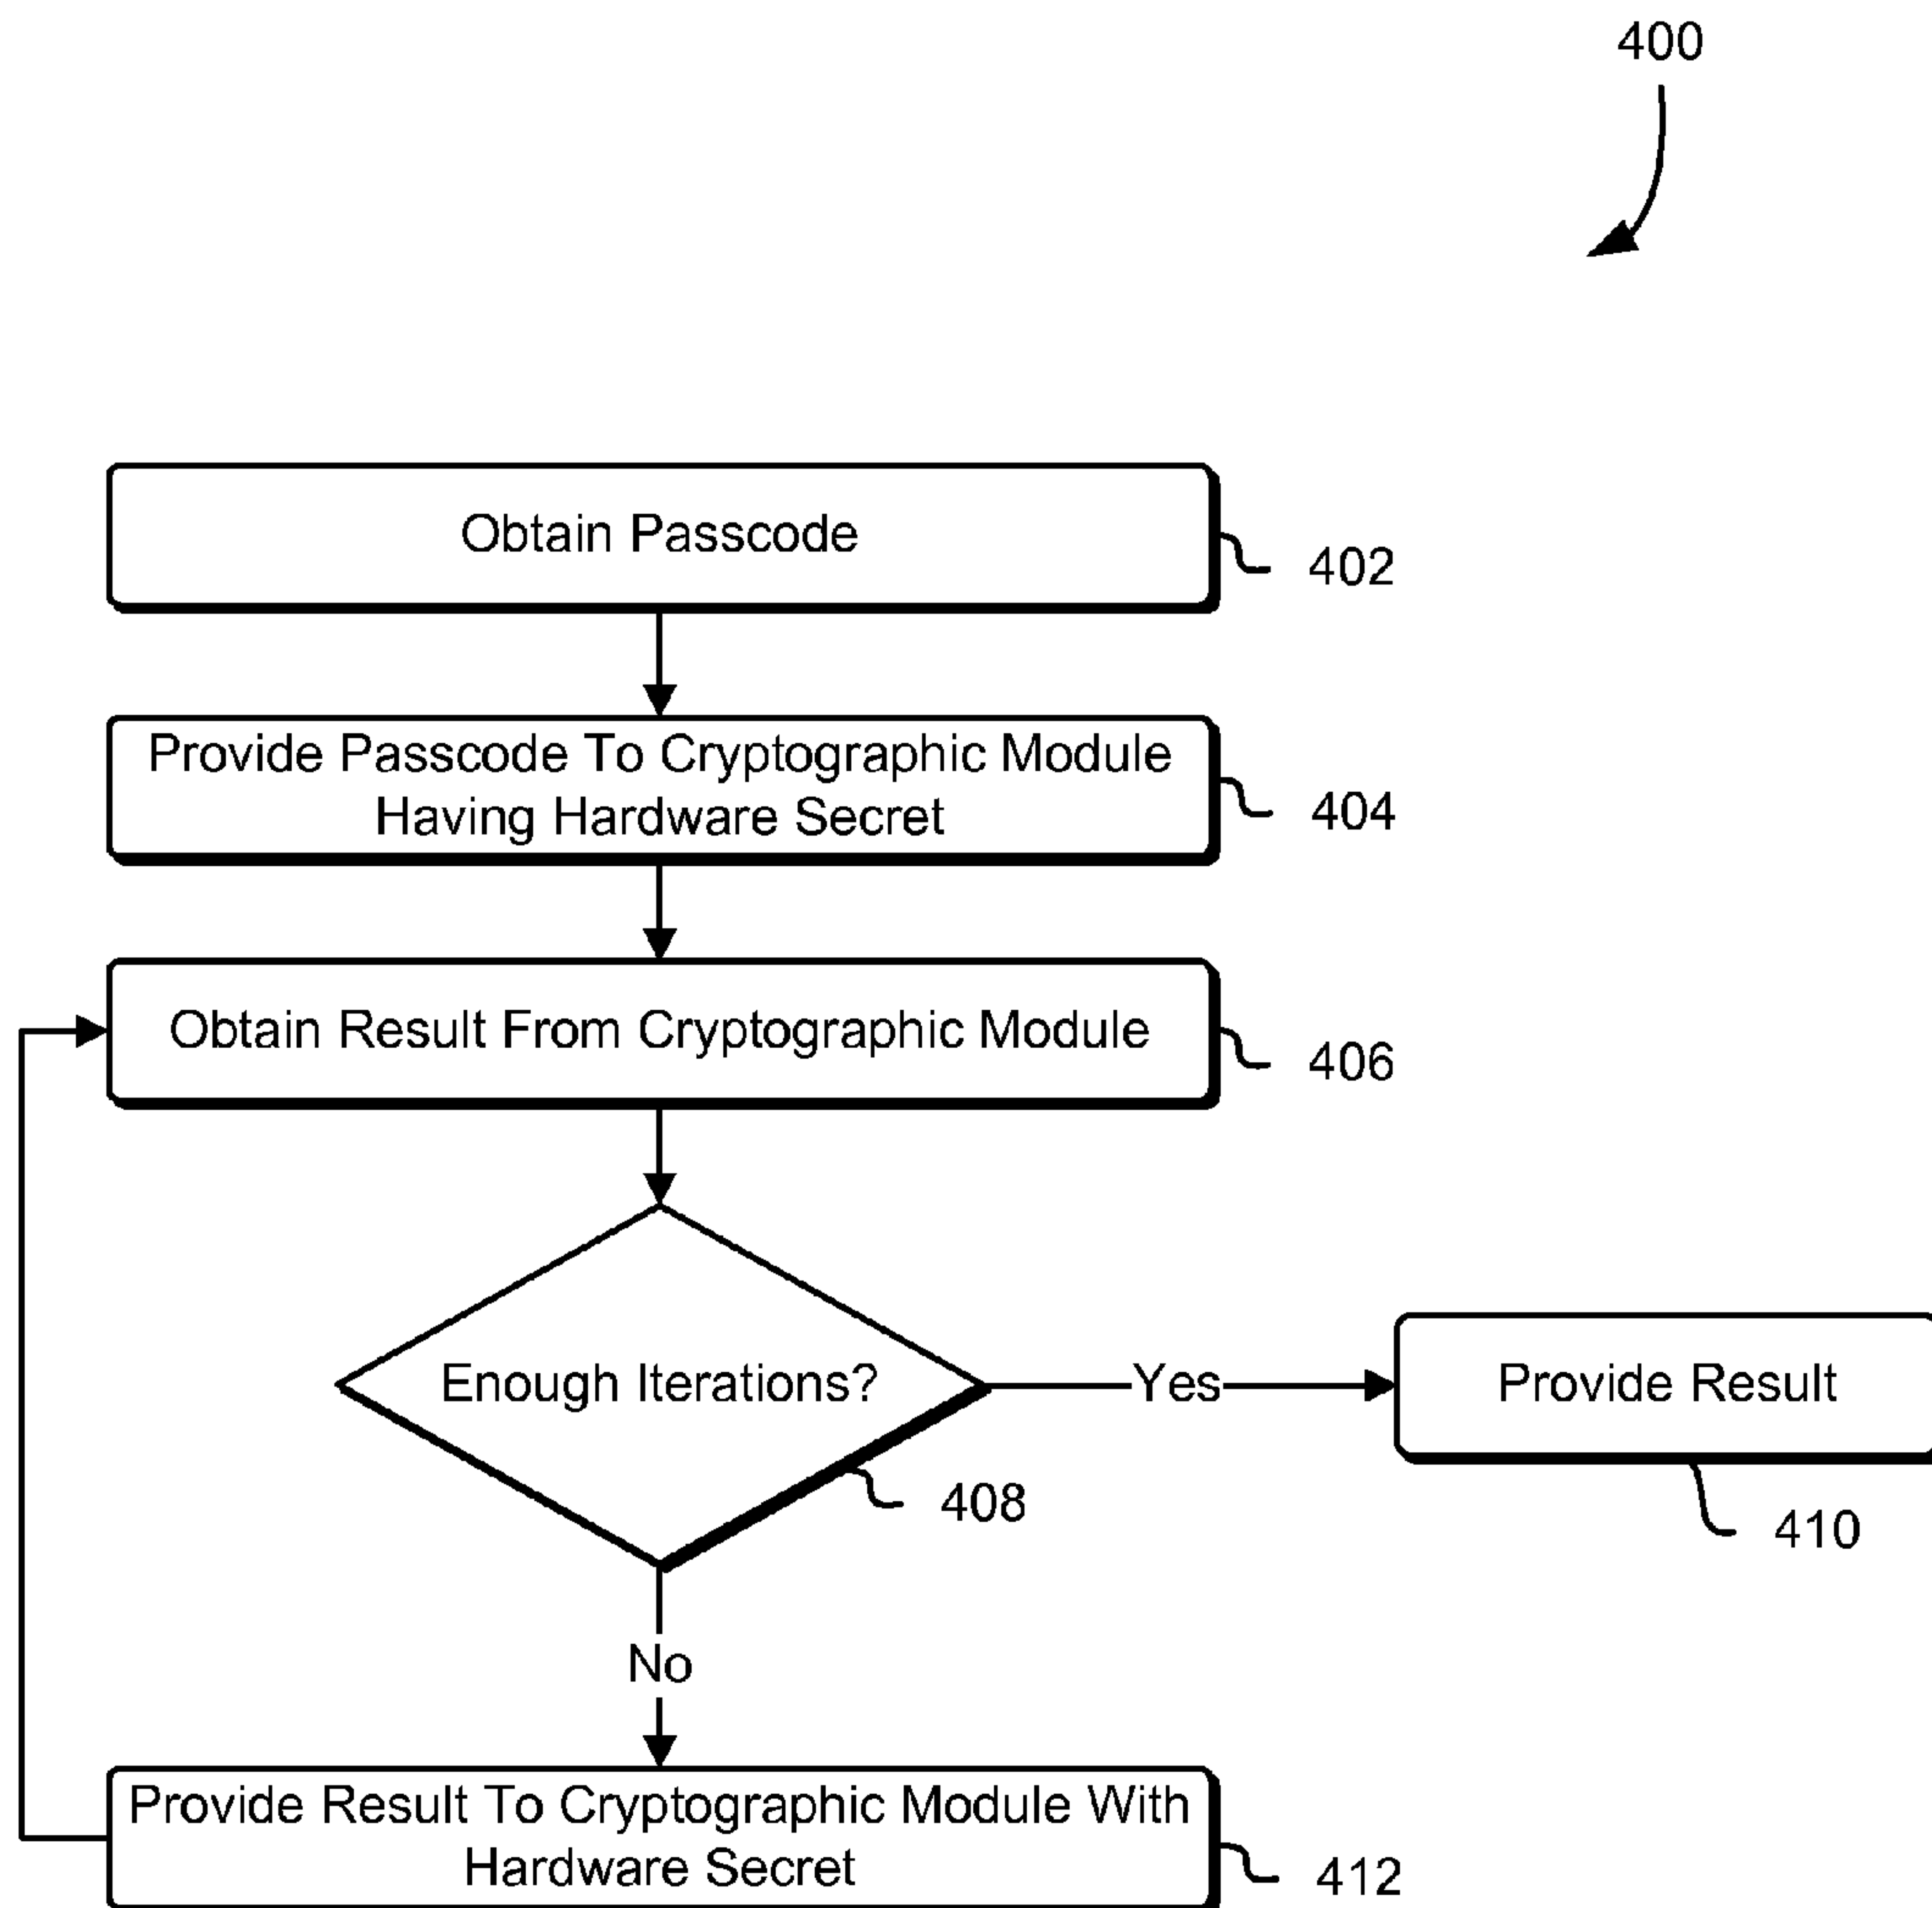 400
Obtain Passcode
402
Provide Passcode To Cryptographic Module
Having Hardware Secret
404
Obtain Result From Cryptographic Module
406
Enough Iterations?
Yes
Provide Result
408
410
No
Provide Result To Cryptographic Module With
Hardware Secret
412